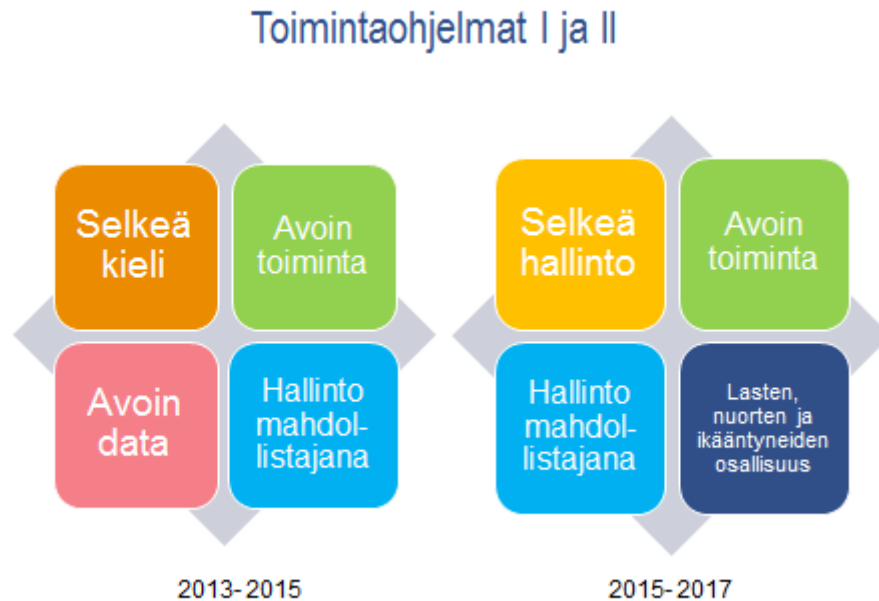 Toimintaohjelmat I ja II
Selkeä
kieli
Avoin
toiminta
Avoin
data
Hallinto
mahdol-
listajana
2013-2015
Selkeä
hallinto
Avoin
toiminta
Hallinto
mahdol-
listajana
Lasten,
nuorten ja
ikääntyneiden
osallisuus
2015-2017